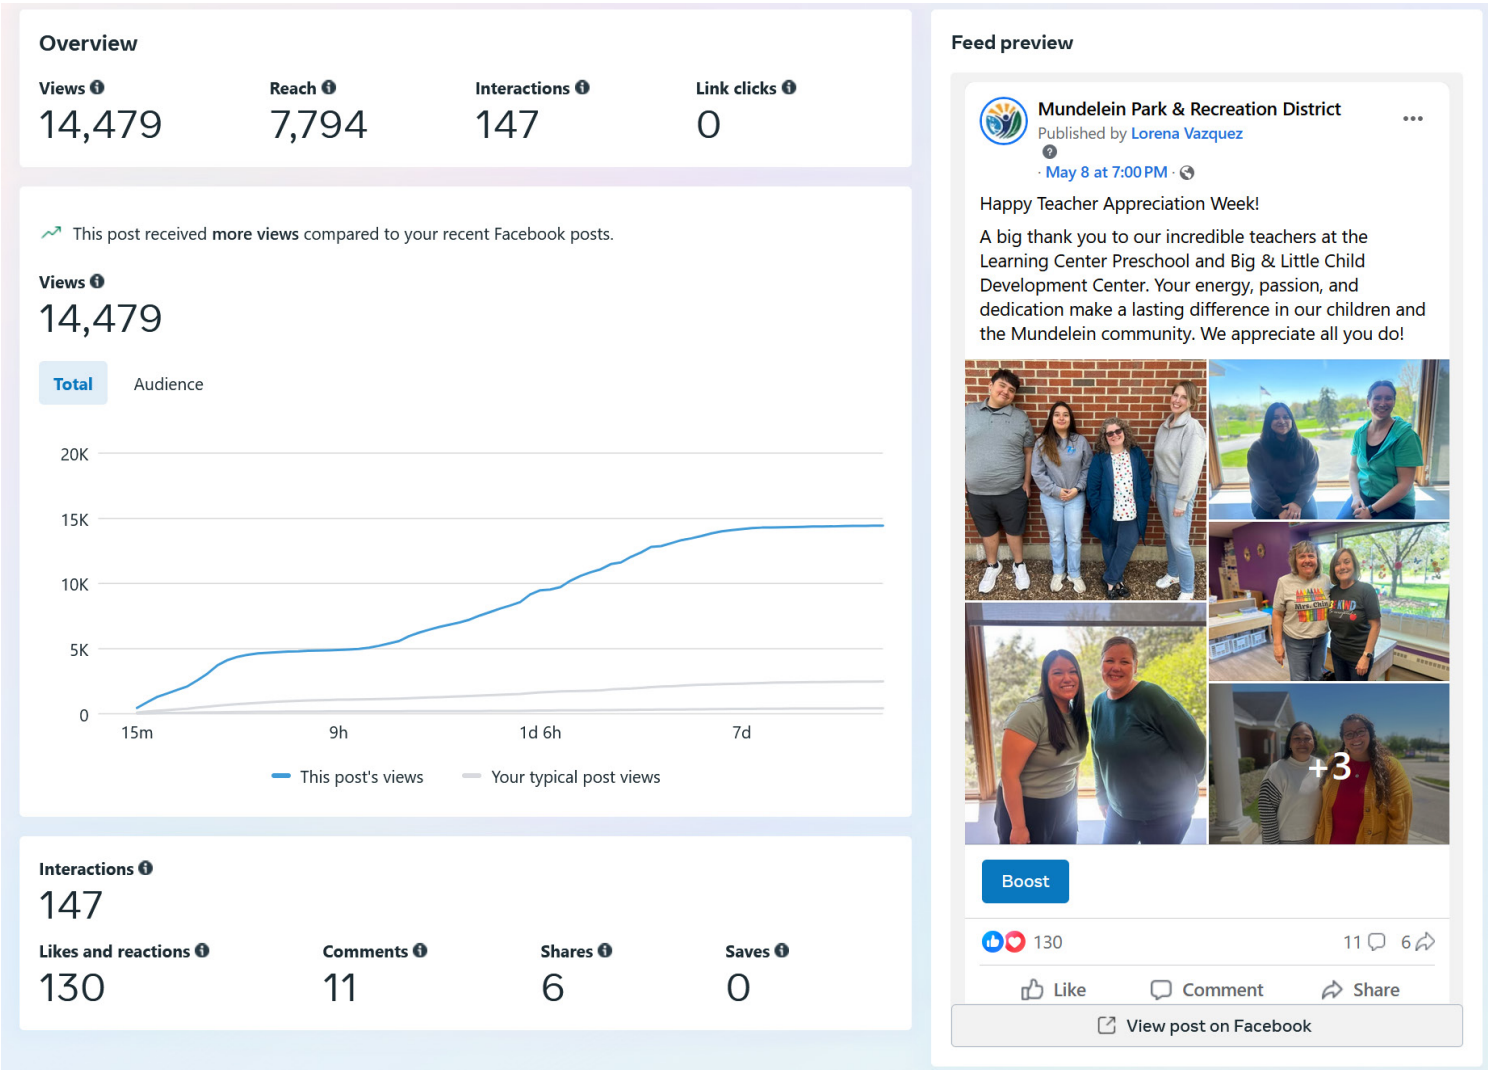 Overview
Views
14,479
Reach
7,794
Interactions
147
Link clicks
0
This post received more views compared to your recent Facebook posts.
Views
14,479
Total
Audience
20K
15K
10K
5K
0
15m
9h
1d 6h
7d
This post's views
Your typical post views
Interactions
147
Likes and reactions
130
Comments
11
Shares
6
Saves
0
Feed preview
Mundelein Park & Recreation District
Published by Lorena Vazquez
· May 8 at 7:00 PM ·
Happy Teacher Appreciation Week!
A big thank you to our incredible teachers at the
Learning Center Preschool and Big & Little Child
Development Center. Your energy, passion, and
dedication make a lasting difference in our children and
the Mundelein community. We appreciate all you do!
+3
Boost
130
11
6
Like
Comment
Share
View post on Facebook